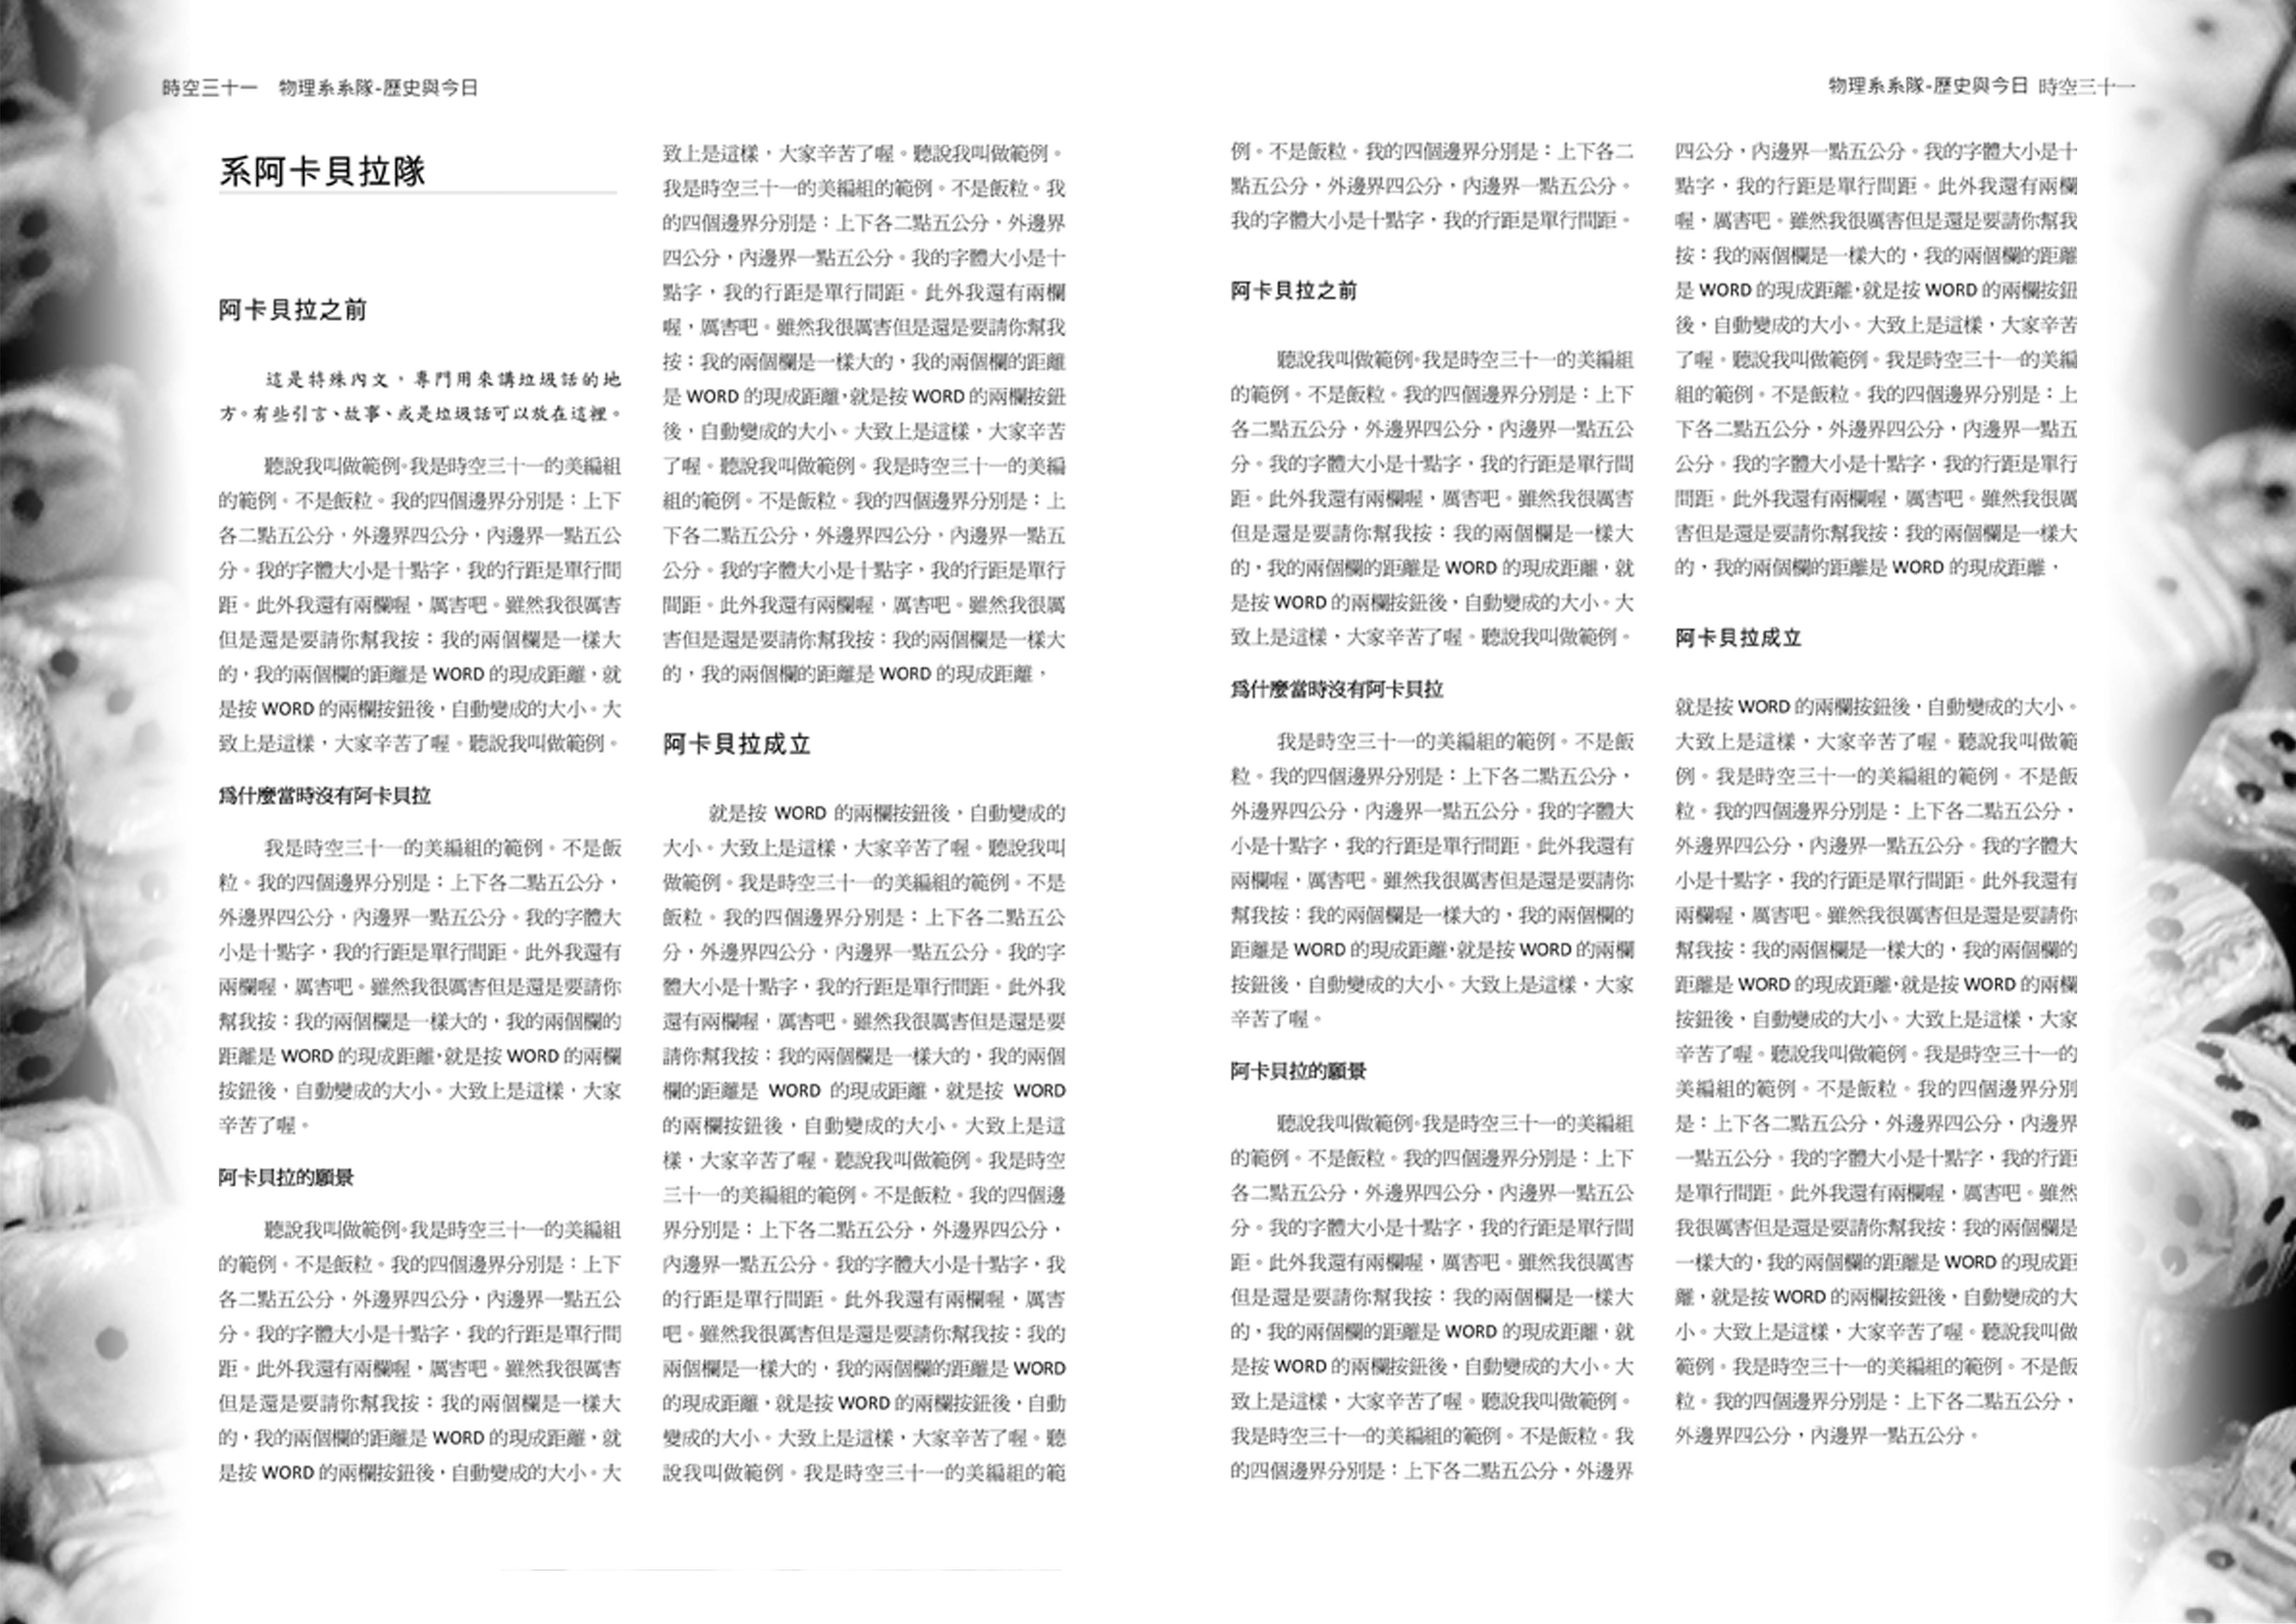 時空三十一　物理系系隊-歷史與今日
系阿卡貝拉隊
阿卡貝拉之前
這是特殊內文，專門用來講垃圾話的地
方。有些引言、故事、或是垃圾話可以放在這裡。
聽說我叫做範例。我是時空三十一的美編組
的範例。不是飯粒。我的四個邊界分別是：上下
各二點五公分，外邊界四公分，內邊界一點五公
分。我的字體大小是十點字，我的行距是單行間
距。此外我還有兩欄喔，厲害吧。雖然我很厲害
但是還是要請你幫我按：我的兩個欄是一樣大
的，我的兩個欄的距離是 WORD 的現成距離，就
是按 WORD 的兩欄按鈕後，自動變成的大小。大
致上是這樣，大家辛苦了喔。聽說我叫做範例。
為什麼當時沒有阿卡貝拉
我是時空三十一的美編組的範例。不是飯
粒。我的四個邊界分別是：上下各二點五公分，
外邊界四公分，內邊界一點五公分。我的字體大
小是十點字，我的行距是單行間距。此外我還有
兩欄喔，厲害吧。雖然我很厲害但是還是要請你
幫我按：我的兩個欄是一樣大的，我的兩個欄的
距離是 WORD 的現成距離，就是按 WORD 的兩欄
按鈕後，自動變成的大小。大致上是這樣，大家
辛苦了喔。
阿卡貝拉的願景
聽說我叫做範例。我是時空三十一的美編組
的範例。不是飯粒。我的四個邊界分別是：上下
各二點五公分，外邊界四公分，內邊界一點五公
分。我的字體大小是十點字，我的行距是單行間
距。此外我還有兩欄喔，厲害吧。雖然我很厲害
但是還是要請你幫我按：我的兩個欄是一樣大
的，我的兩個欄的距離是 WORD 的現成距離，就
是按 WORD 的兩欄按鈕後，自動變成的大小。大
致上是這樣，大家辛苦了喔。聽說我叫做範例。
我是時空三十一的美編組的範例。不是飯粒。我
的四個邊界分別是：上下各二點五公分，外邊界
四公分，內邊界一點五公分。我的字體大小是十
點字，我的行距是單行間距。此外我還有兩欄
喔，厲害吧。雖然我很厲害但是還是要請你幫我
按：我的兩個欄是一樣大的，我的兩個欄的距離
是 WORD 的現成距離，就是按 WORD 的兩欄按鈕
後，自動變成的大小。大致上是這樣，大家辛苦
了喔。聽說我叫做範例。我是時空三十一的美編
組的範例。不是飯粒。我的四個邊界分別是：上
下各二點五公分，外邊界四公分，內邊界一點五
公分。我的字體大小是十點字，我的行距是單行
間距。此外我還有兩欄喔，厲害吧。雖然我很厲
害但是還是要請你幫我按：我的兩個欄是一樣大
的，我的兩個欄的距離是 WORD 的現成距離，
阿卡貝拉成立
就是按 WORD 的兩欄按鈕後，自動變成的
大小。大致上是這樣，大家辛苦了喔。聽說我叫
做範例。我是時空三十一的美編組的範例。不是
飯粒。我的四個邊界分別是：上下各二點五公
分，外邊界四公分，內邊界一點五公分。我的字
體大小是十點字，我的行距是單行間距。此外我
還有兩欄喔，厲害吧。雖然我很厲害但是還是要
請你幫我按：我的兩個欄是一樣大的，我的兩個
欄的距離是 WORD 的現成距離，就是按 WORD
的兩欄按鈕後，自動變成的大小。大致上是這
樣，大家辛苦了喔。聽說我叫做範例。我是時空
三十一的美編組的範例。不是飯粒。我的四個邊
界分別是：上下各二點五公分，外邊界四公分，
內邊界一點五公分。我的字體大小是十點字，我
的行距是單行間距。此外我還有兩欄喔，厲害
吧。雖然我很厲害但是還是要請你幫我按：我的
兩個欄是一樣大的，我的兩個欄的距離是 WORD
的現成距離，就是按 WORD 的兩欄按鈕後，自動
變成的大小。大致上是這樣，大家辛苦了喔。聽
說我叫做範例。我是時空三十一的美編組的範
物理系系隊-歷史與今日 時空三十一
例。不是飯粒。我的四個邊界分別是：上下各二
點五公分，外邊界四公分，內邊界一點五公分。
我的字體大小是十點字，我的行距是單行間距。
阿卡貝拉之前
聽說我叫做範例。我是時空三十一的美編組
的範例。不是飯粒。我的四個邊界分別是：上下
各二點五公分，外邊界四公分，內邊界一點五公
分。我的字體大小是十點字，我的行距是單行間
距。此外我還有兩欄喔，厲害吧。雖然我很厲害
但是還是要請你幫我按：我的兩個欄是一樣大
的，我的兩個欄的距離是 WORD 的現成距離，就
是按 WORD 的兩欄按鈕後，自動變成的大小。大
致上是這樣，大家辛苦了喔。聽說我叫做範例。
為什麼當時沒有阿卡貝拉
我是時空三十一的美編組的範例。不是飯
粒。我的四個邊界分別是：上下各二點五公分，
外邊界四公分，內邊界一點五公分。我的字體大
小是十點字，我的行距是單行間距。此外我還有
兩欄喔，厲害吧。雖然我很厲害但是還是要請你
幫我按：我的兩個欄是一樣大的，我的兩個欄的
距離是 WORD 的現成距離，就是按 WORD 的兩欄
按鈕後，自動變成的大小。大致上是這樣，大家
辛苦了喔。
阿卡貝拉的願景
聽說我叫做範例。我是時空三十一的美編組
的範例。不是飯粒。我的四個邊界分別是：上下
各二點五公分，外邊界四公分，內邊界一點五公
分。我的字體大小是十點字，我的行距是單行間
距。此外我還有兩欄喔，厲害吧。雖然我很厲害
但是還是要請你幫我按：我的兩個欄是一樣大
的，我的兩個欄的距離是 WORD 的現成距離，就
是按 WORD 的兩欄按鈕後，自動變成的大小。大
致上是這樣，大家辛苦了喔。聽說我叫做範例。
我是時空三十一的美編組的範例。不是飯粒。我
的四個邊界分別是：上下各二點五公分，外邊界
四公分，內邊界一點五公分。我的字體大小是十
點字，我的行距是單行間距。此外我還有兩欄
喔，厲害吧。雖然我很厲害但是還是要請你幫我
按：我的兩個欄是一樣大的，我的兩個欄的距離
是 WORD 的現成距離，就是按 WORD 的兩欄按鈕
後，自動變成的大小。大致上是這樣，大家辛苦
了喔。聽說我叫做範例。我是時空三十一的美編
組的範例。不是飯粒。我的四個邊界分別是：上
下各二點五公分，外邊界四公分，內邊界一點五
公分。我的字體大小是十點字，我的行距是單行
間距。此外我還有兩欄喔，厲害吧。雖然我很厲
害但是還是要請你幫我按：我的兩個欄是一樣大
的，我的兩個欄的距離是 WORD 的現成距離，
阿卡貝拉成立
就是按 WORD 的兩欄按鈕後，自動變成的大小。
大致上是這樣，大家辛苦了喔。聽說我叫做範
例。我是時空三十一的美編組的範例。不是飯
粒。我的四個邊界分別是：上下各二點五公分，
外邊界四公分，內邊界一點五公分。我的字體大
小是十點字，我的行距是單行間距。此外我還有
兩欄喔，厲害吧。雖然我很厲害但是還是要請你
幫我按：我的兩個欄是一樣大的，我的兩個欄的
距離是 WORD 的現成距離，就是按 WORD 的兩欄
按鈕後，自動變成的大小。大致上是這樣，大家
辛苦了喔。聽說我叫做範例。我是時空三十一的
美編組的範例。不是飯粒。我的四個邊界分別
是：上下各二點五公分，外邊界四公分，內邊界
一點五公分。我的字體大小是十點字，我的行距
是單行間距。此外我還有兩欄喔，厲害吧。雖然
我很厲害但是還是要請你幫我按：我的兩個欄是
一樣大的，我的兩個欄的距離是 WORD 的現成距
離，就是按 WORD 的兩欄按鈕後，自動變成的大
小。大致上是這樣，大家辛苦了喔。聽說我叫做
範例。我是時空三十一的美編組的範例。不是飯
粒。我的四個邊界分別是：上下各二點五公分，
外邊界四公分，內邊界一點五公分。